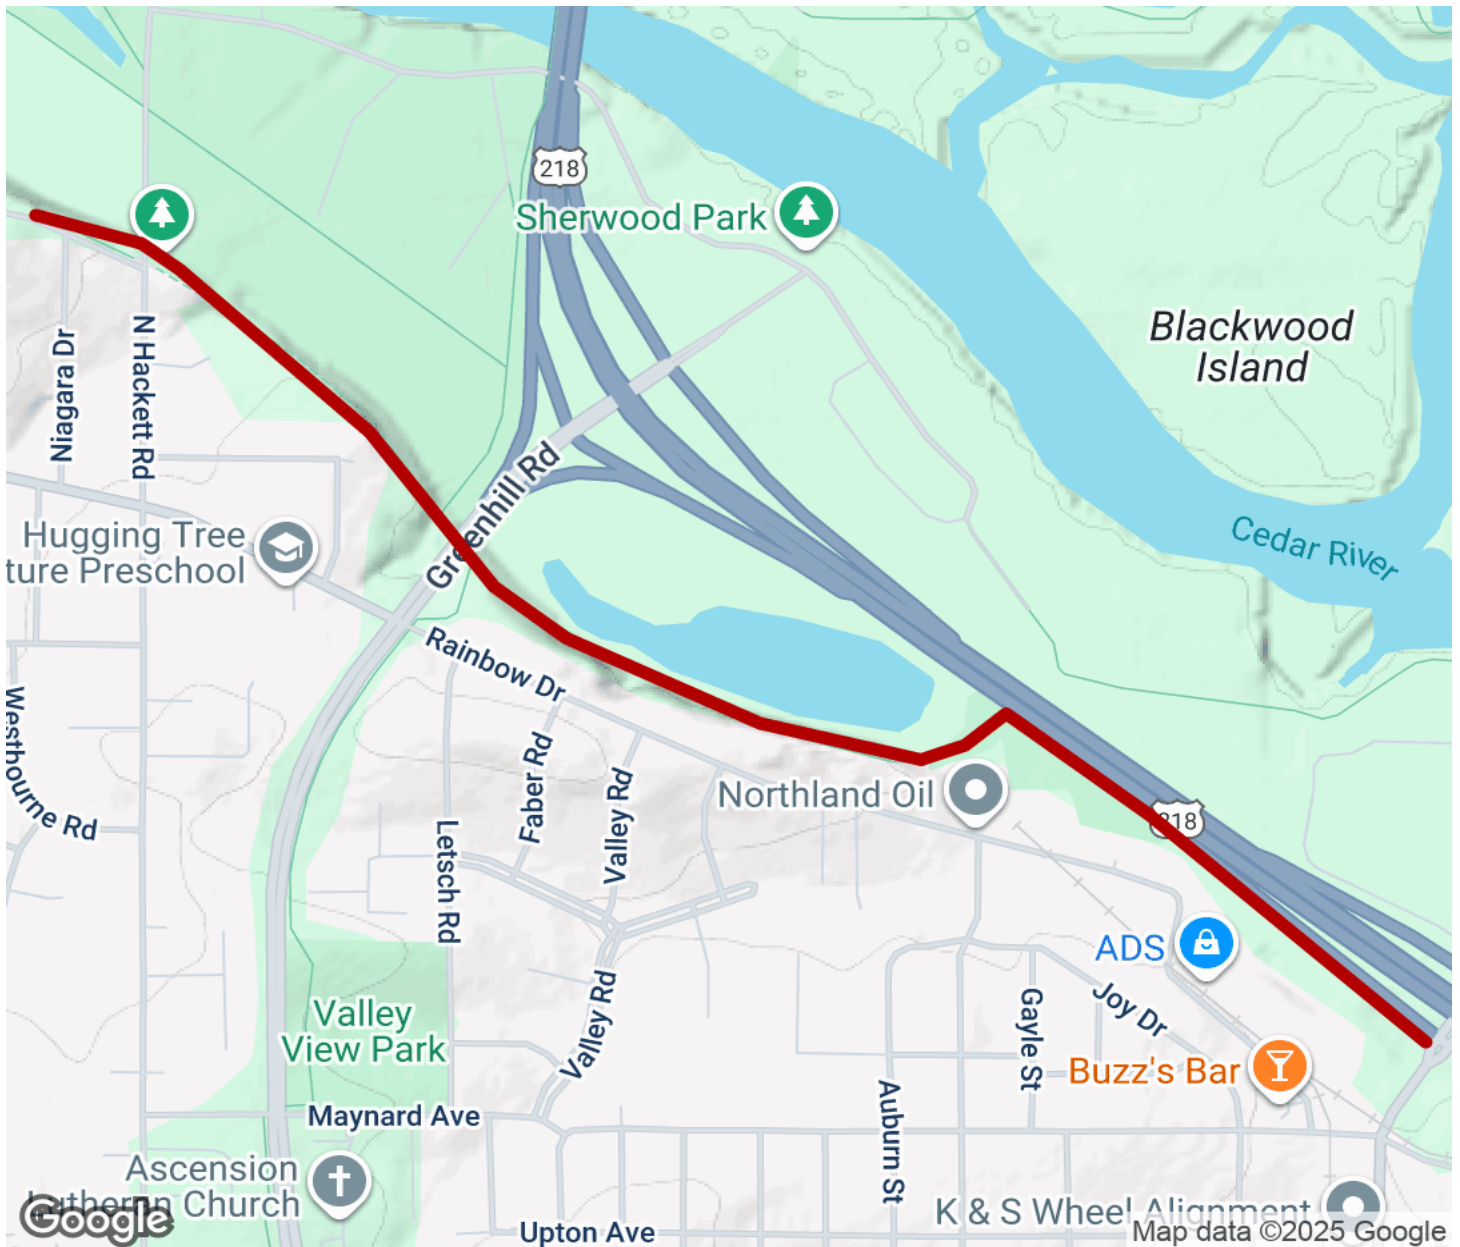 218
Sherwood Park
Blackwood
Island
Niagara Dr
N Hackett Rd
Greenhill Rd
Cedar River
Hugging Tree
ture Preschool
Rainbow Dr
Westbourne Rd
Faber Rd
Valley Rd
Letsch Rd
Northland Oil
218
ADS
Joy Dr
Gayle St
Valley
View Park
Valley Rd
Buzz's Bar
Auburn St
Maynard Ave
Ascension
Lutheran Church
K & S Wheel Alignment
Upton Ave
Google
Map data ©2025 Google